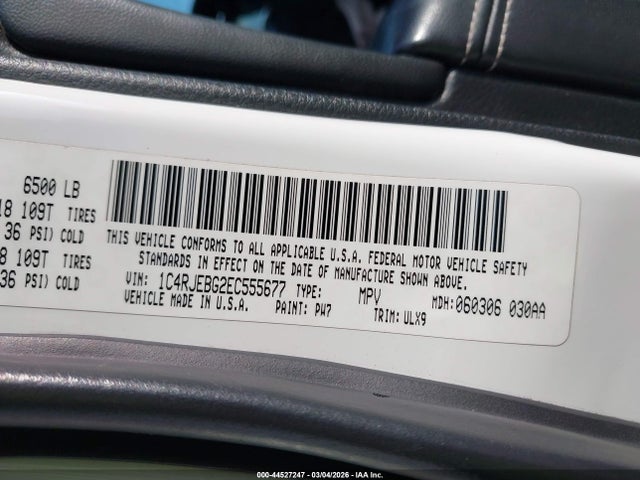 6500 LB
18 109T TIRES
36 PSI) COLD
8 109T TIRES
36 PSI) COLD
THIS VEHICLE CONFORMS TO ALL APPLICABLE U.S.A. FEDERAL MOTOR VEHICLE SAFETY
STANDARDS IN EFFECT ON THE DATE OF MANUFACTURE SHOWN ABOVE.
VIN: 1C4RJEBG2EC555677 TYPE: MPV MDH: 060306 030AA
VEHICLE MADE IN U.S.A. PAINT: PW7 TRIM: ULX9
000-44527247 - 03/04/2026 - IAA Inc.